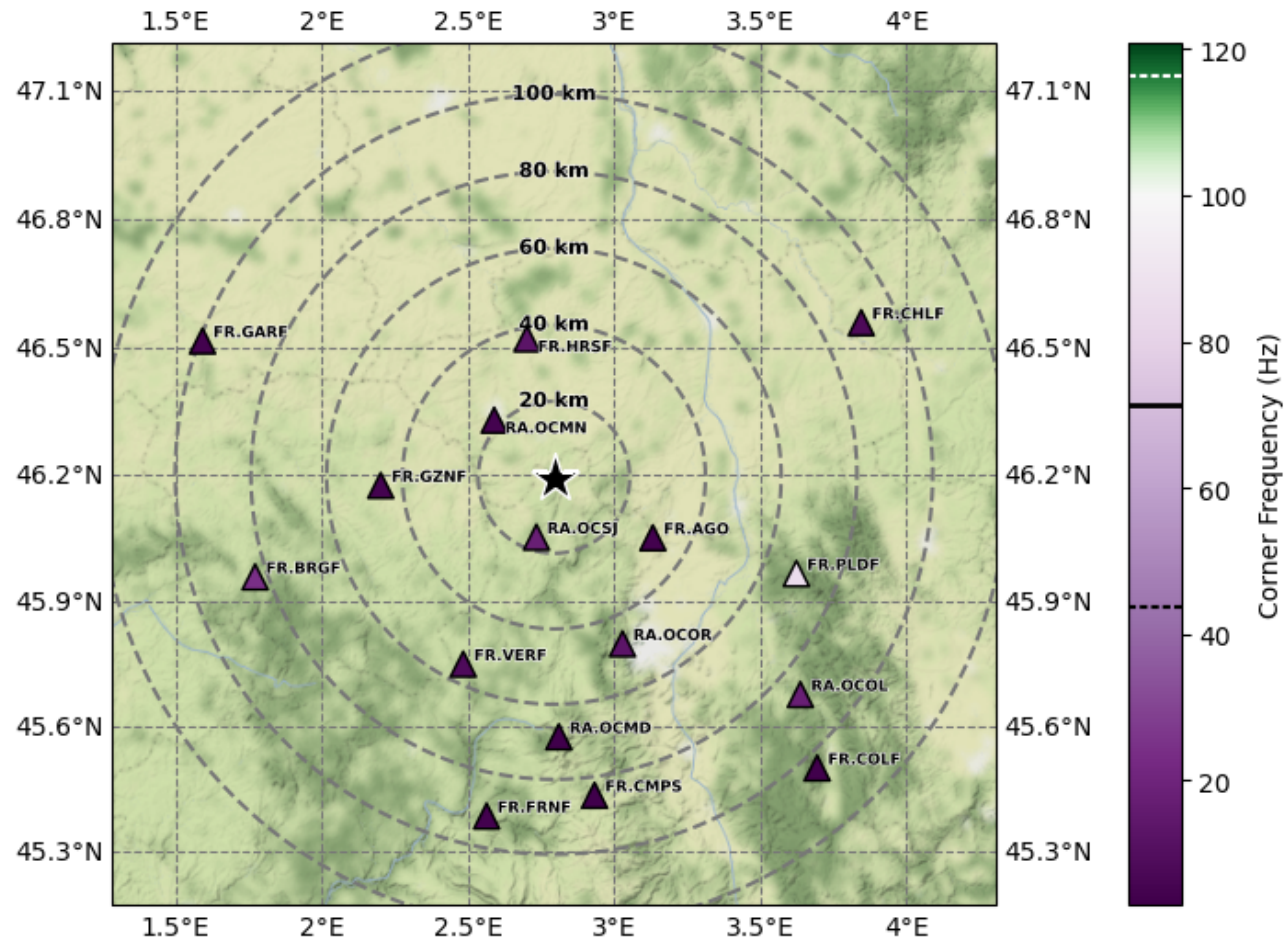 1.5°E 2°E 2.5°E 3°E 3.5°E 4°E
47.1°N 100 km 47.1°N 120
80 km
100
46.8°N 46.8°N
60 km
FR.CHLF
FR.GARF 40 km
46.5°N FR.HRSF 46.5°N 80
20 km
RA.OCMN
46.2°N FR.GZNF 46.2°N 60
RA.OCSJ FR.AGO
FR.BRGF FR.PLDF
45.9°N 45.9°N
RA.OCOR 40
FR.VERF
RA.OCOL
45.6°N RA.OCMD 45.6°N
FR.COLF
FR.CMPS 20
FR.FRNF
45.3°N 45.3°N
1.5°E 2°E 2.5°E 3°E 3.5°E 4°E
Corner Frequency (Hz)